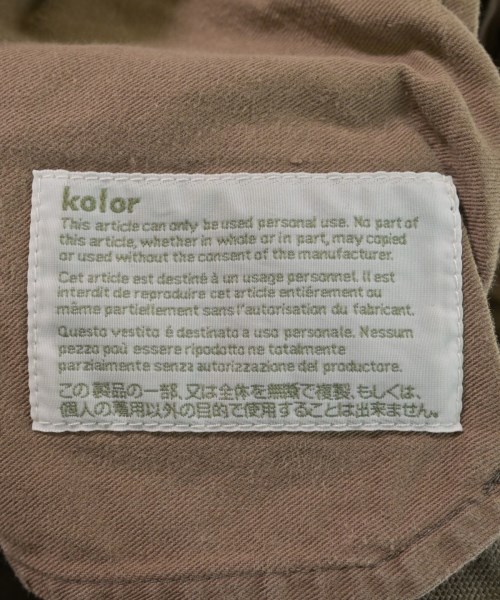 kolor
This article can only be used personal use. No part of
this article, whether in whole or in part, may copied
or used without the consent of the manufacturer.
Cet article est destiné à un usage personnel. Il est
interdit de reproduire cet article entiérement ou
même partiellement sans l'autorisation du fabricant.
Questo vestito é destinato a uso personale. Nessum
pezzo poù essere ripodotto ne totalmente
parzialmente senza autorizzazione del produttore.
この製品の一部、又は全体を無断で複製、もしくは、
個人の着用以外の目的で使用することは出来ません。